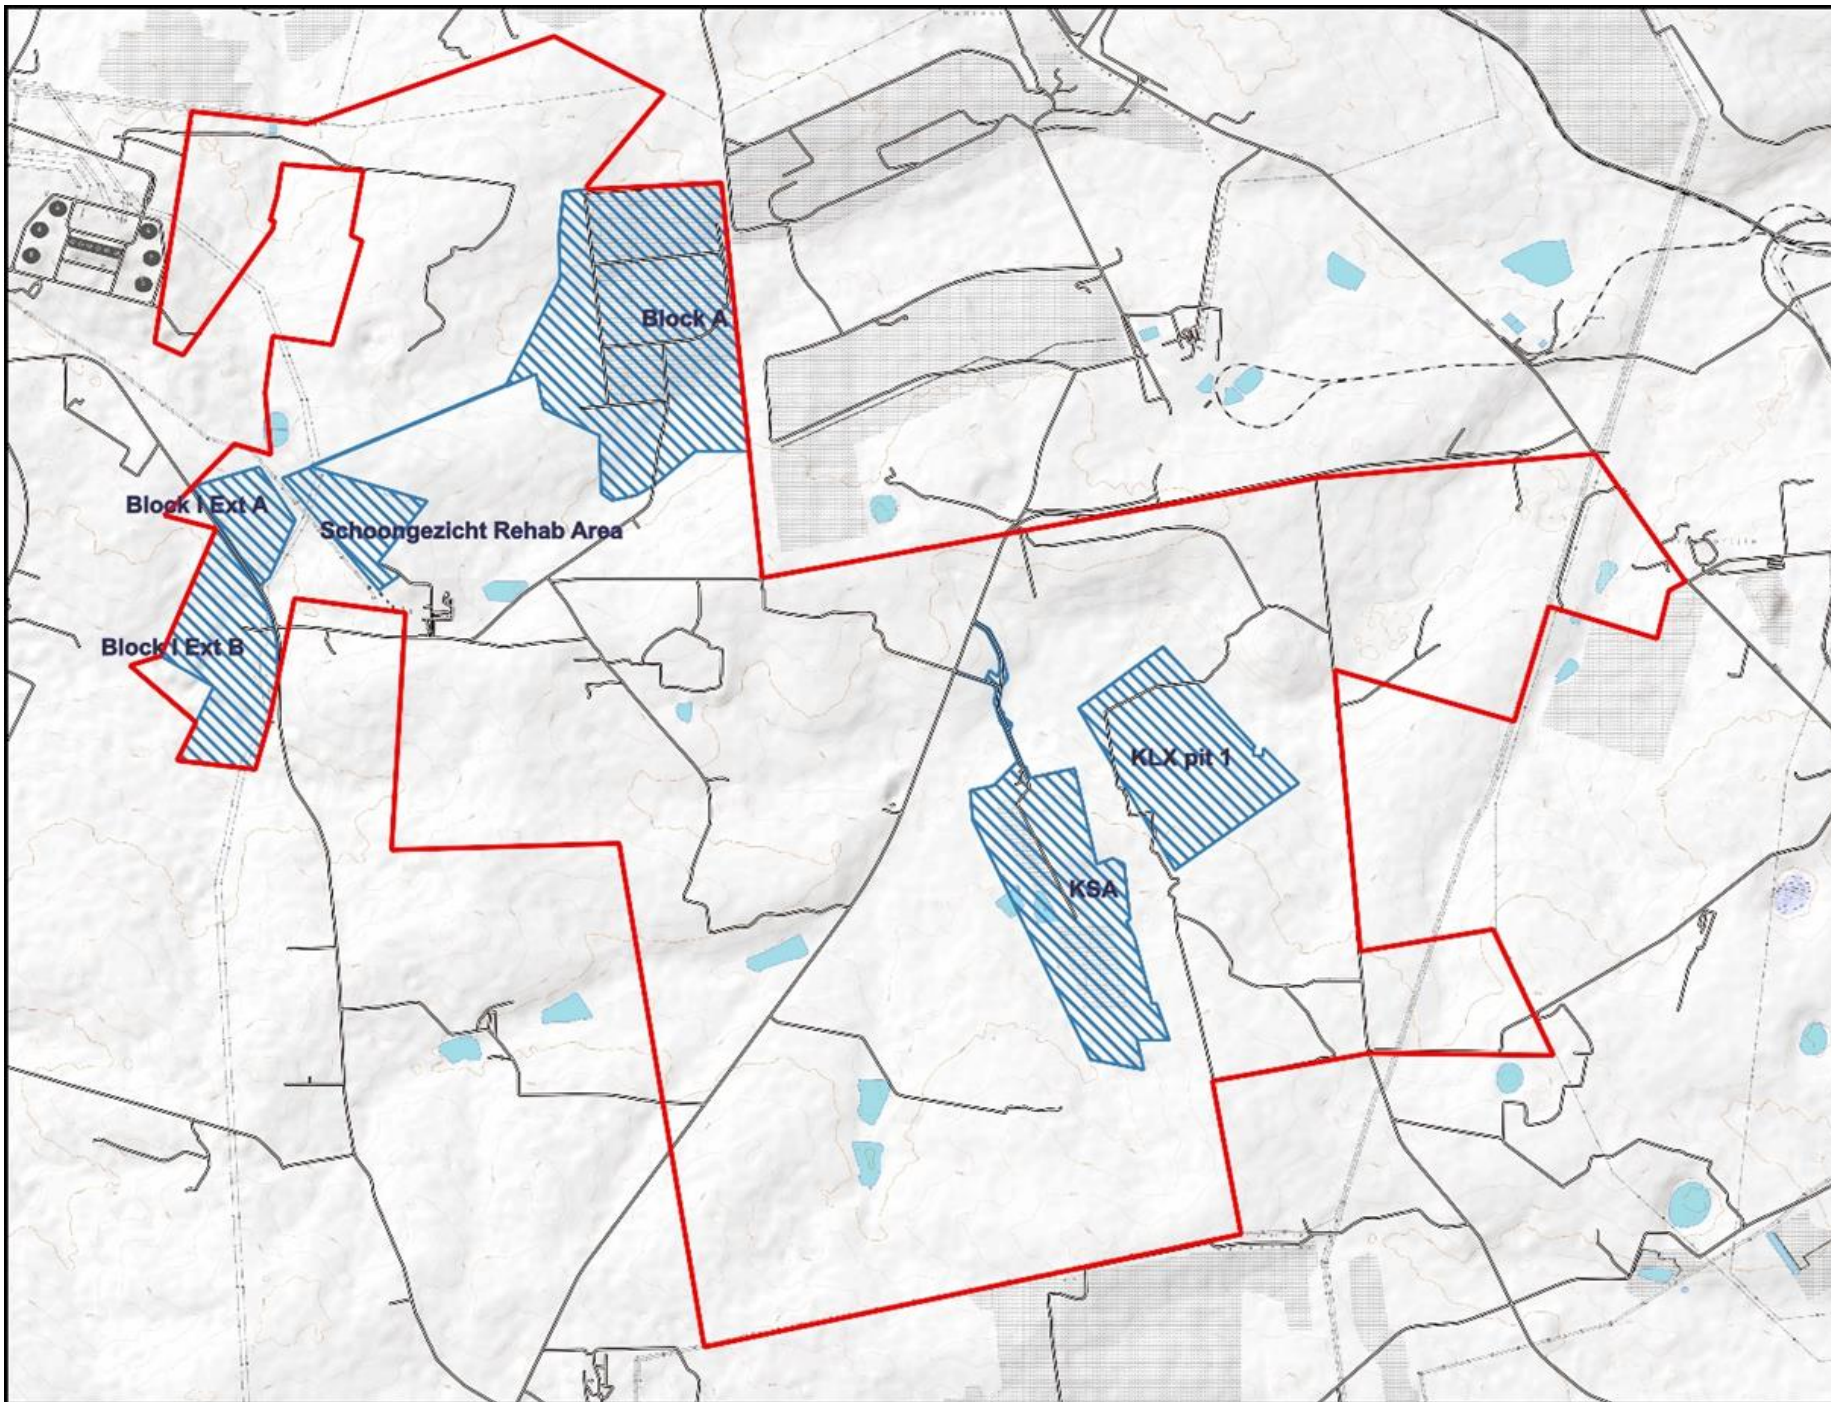 Block A
Block I Ext A
Schoongezicht Rehab Area
Block I Ext B
KLX pit 1
KSA